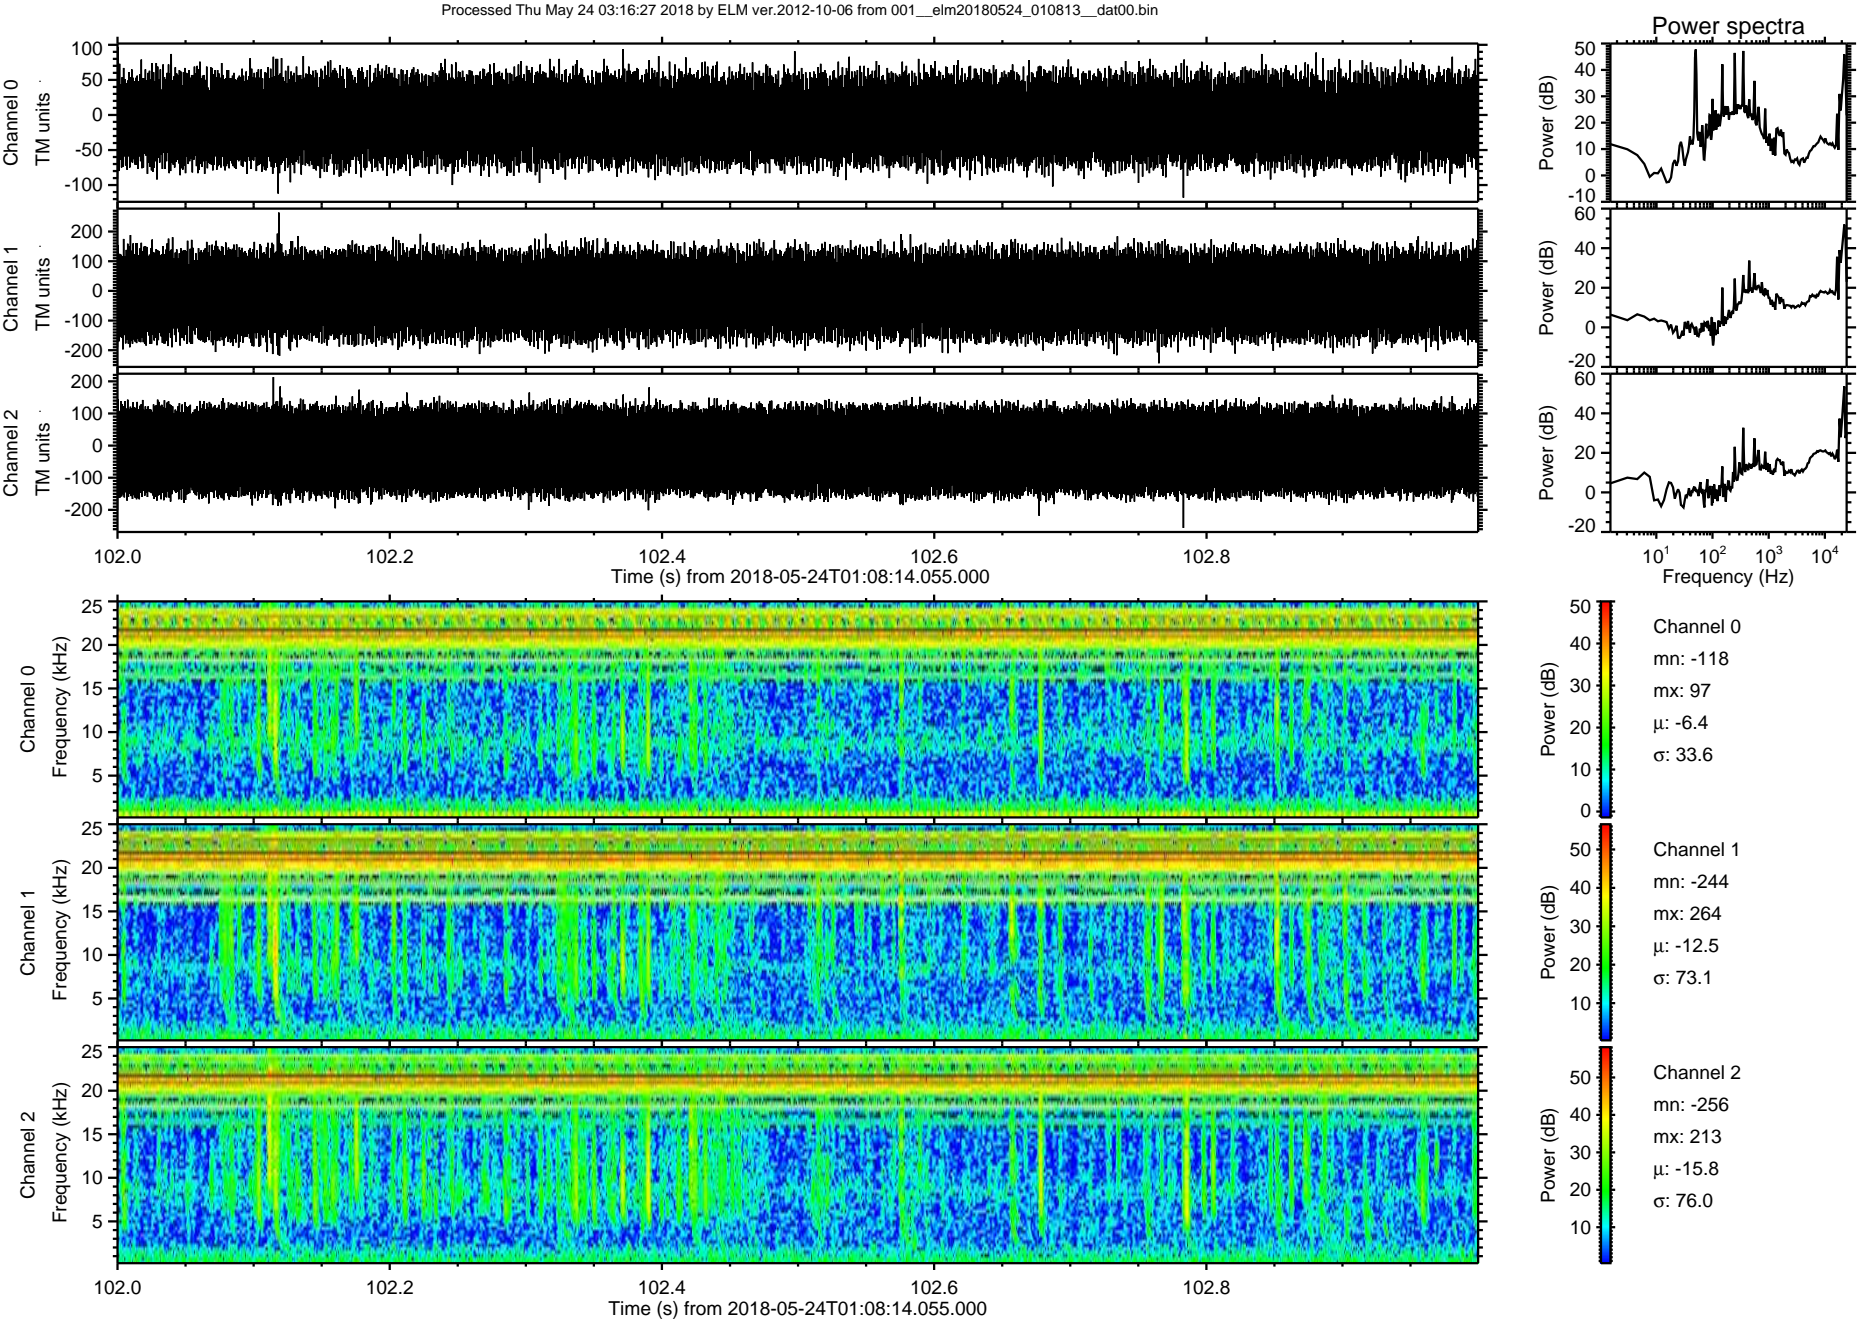 Processed Thu May 24 03:16:27 2018 by ELM ver.2012-10-06 from 001__elm20180524_010813__dat00.bin
Power spectra
Channel 0
TM units
100
50
0
-50
-100
Power (dB)
50
40
30
20
10
0
-10
Channel 1
TM units
200
100
0
-100
-200
Power (dB)
60
40
20
0
-20
Channel 2
TM units
200
100
0
-100
-200
Power (dB)
60
40
20
0
-20
102.0 102.2 102.4 102.6 102.8
Time (s) from 2018-05-24T01:08:14.055.000
10¹ 10² 10³ 10⁴
Frequency (Hz)
Channel 0
Frequency (kHz)
25
20
15
10
5
Power (dB)
50
40
30
20
10
0
Channel 0
mn: -118
mx: 97
μ: -6.4
σ: 33.6
Channel 1
Frequency (kHz)
25
20
15
10
5
Power (dB)
50
40
30
20
10
Channel 1
mn: -244
mx: 264
μ: -12.5
σ: 73.1
Channel 2
Frequency (kHz)
25
20
15
10
5
Power (dB)
50
40
30
20
10
Channel 2
mn: -256
mx: 213
μ: -15.8
σ: 76.0
102.0 102.2 102.4 102.6 102.8
Time (s) from 2018-05-24T01:08:14.055.000